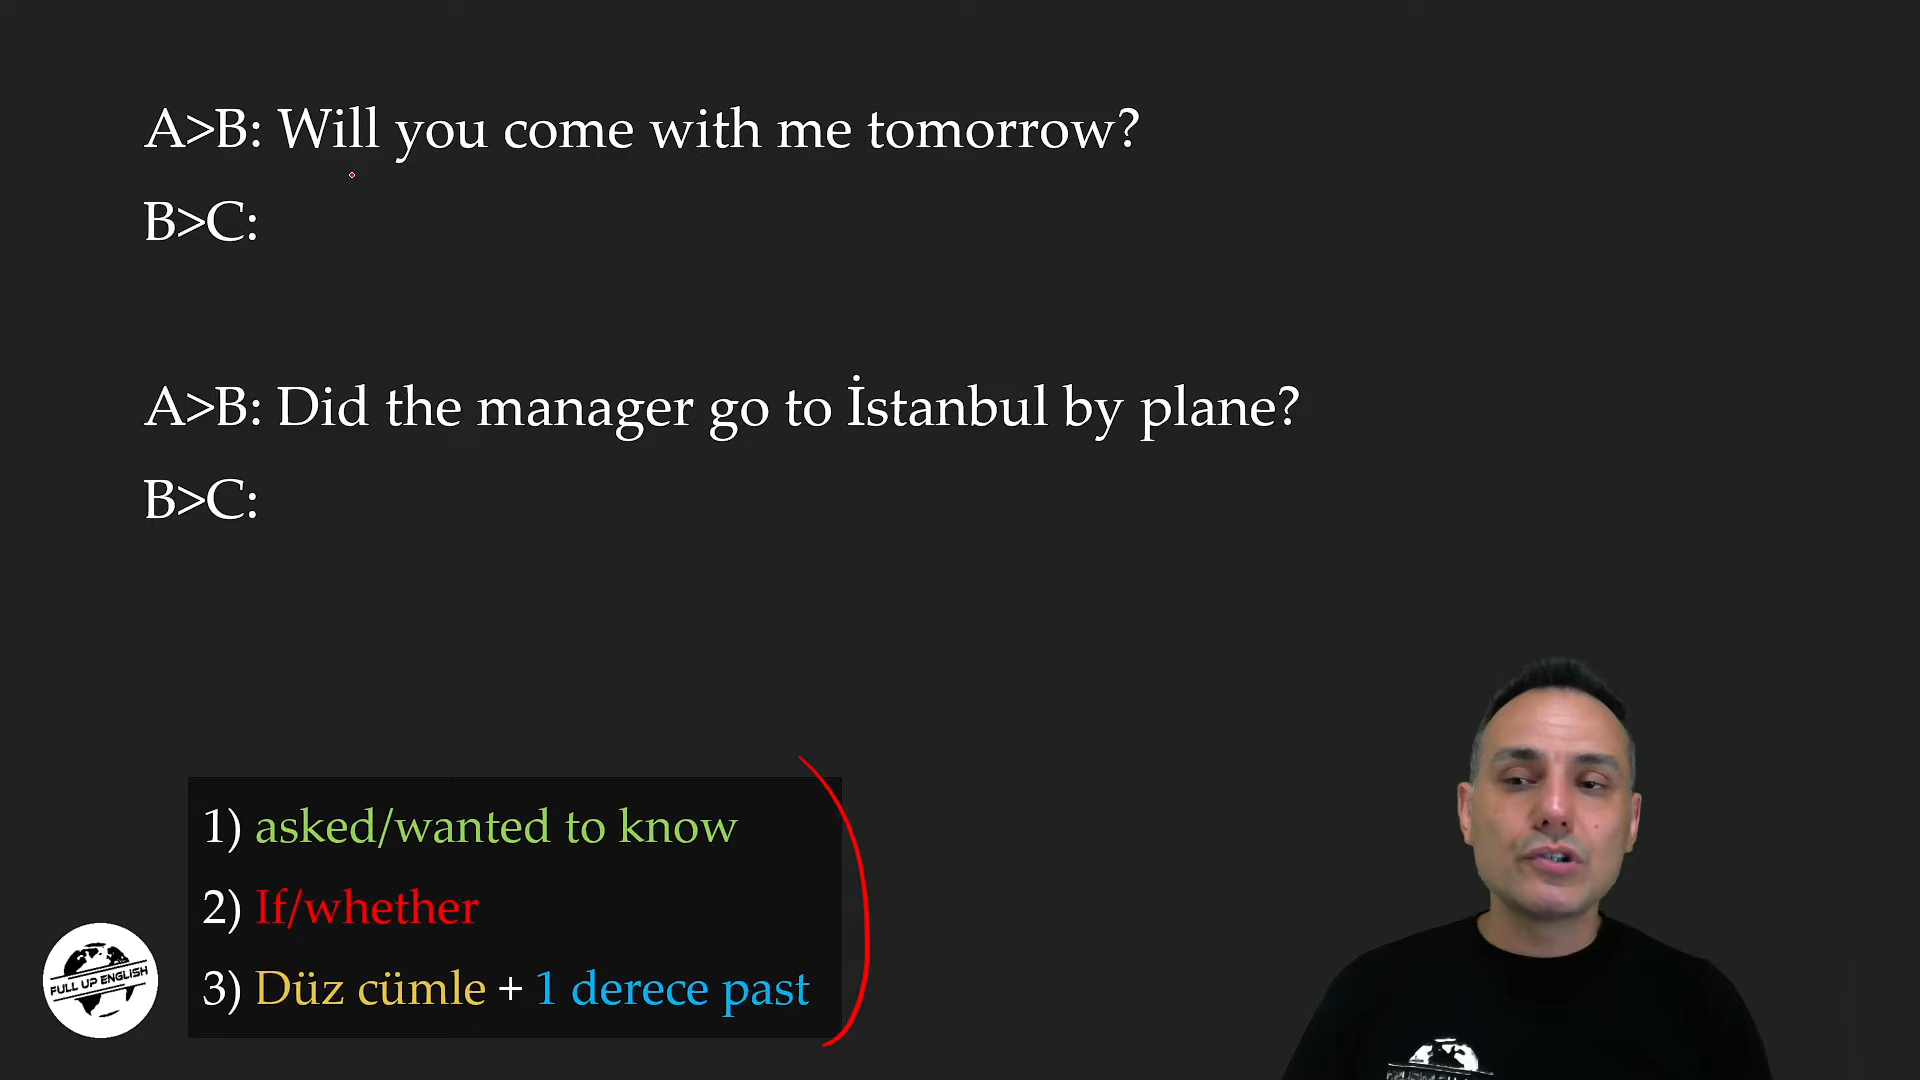 A>B: Will you come with me tomorrow?
B>C:
A>B: Did the manager go to İstanbul by plane?
B>C:
1) asked/wanted to know
2) If/whether
3) Düz cümle + 1 derece past
FULL UP ENGLISH